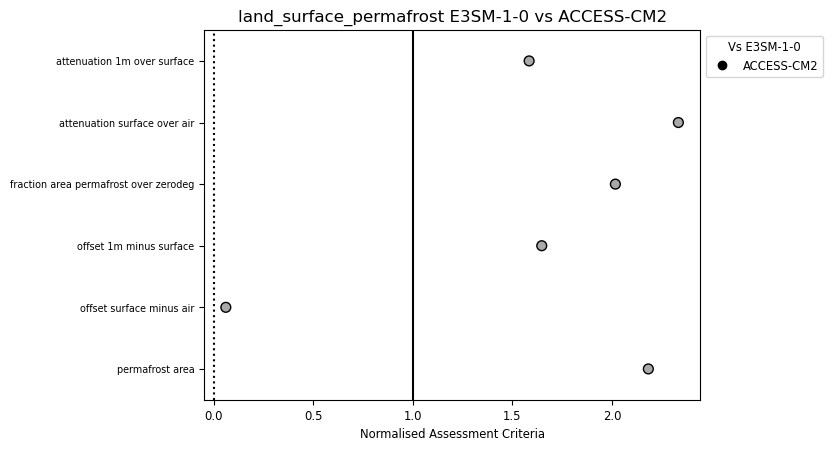 land_surface_permafrost E3SM-1-0 vs ACCESS-CM2
Vs E3SM-1-0
ACCESS-CM2
attenuation 1m over surface
attenuation surface over air
fraction area permafrost over zerodeg
offset 1m minus surface
offset surface minus air
permafrost area
0.0 0.5 1.0 1.5 2.0
Normalised Assessment Criteria